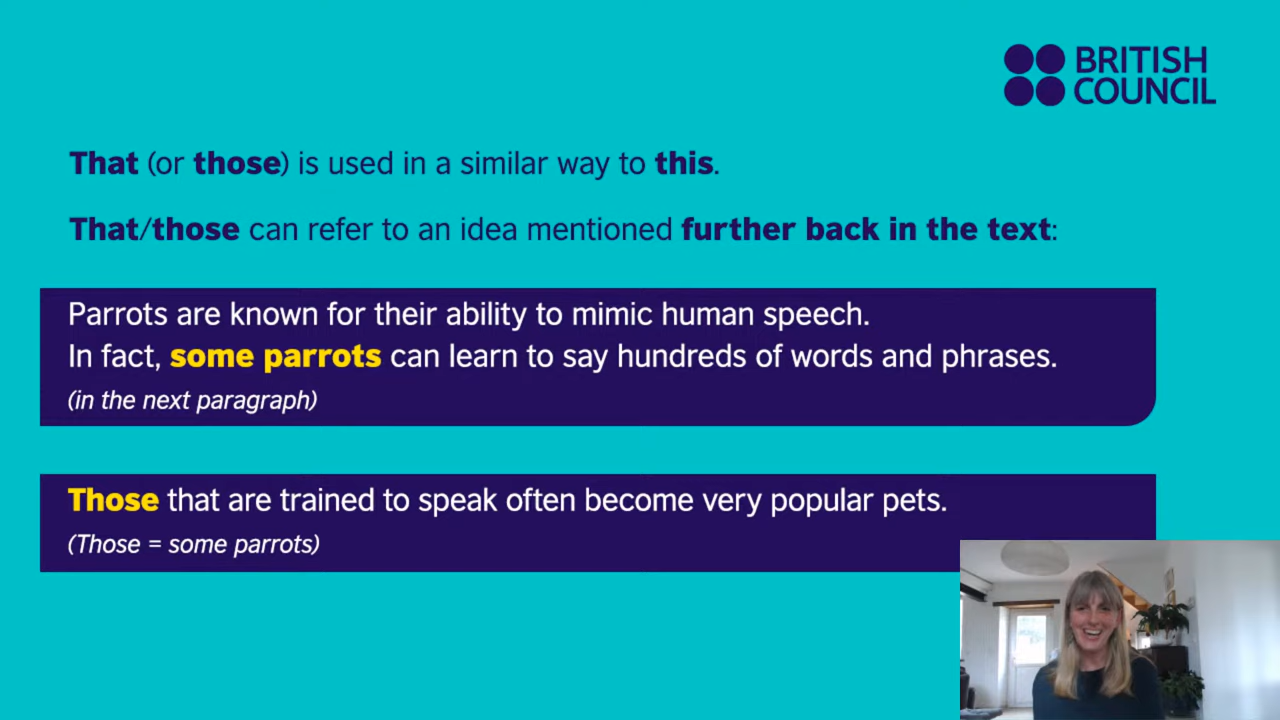 BRITISH
COUNCIL
That (or those) is used in a similar way to this.
That/those can refer to an idea mentioned further back in the text:
Parrots are known for their ability to mimic human speech.
In fact, some parrots can learn to say hundreds of words and phrases.
(in the next paragraph)
Those that are trained to speak often become very popular pets.
(Those = some parrots)